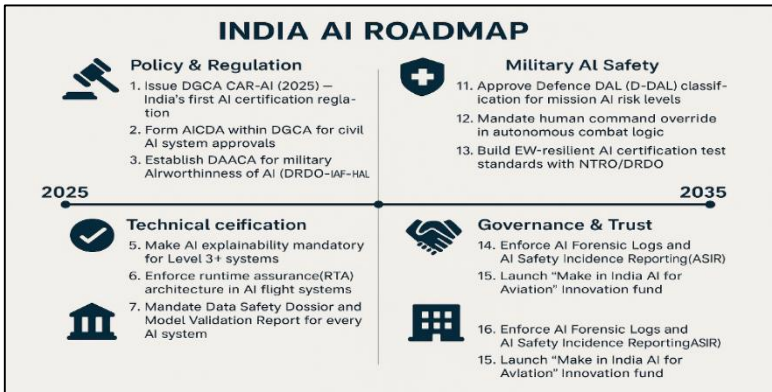 INDIA AI ROADMAP
Policy & Regulation
1. Issue DGCA CAR-AI (2025) —
India's first AI certification regla-
tion
2. Form AICDA within DGCA for civil
AI system approvals
3. Establish DAACA for military
AIrworthinness of AI (DRDO-IAF-HAL
Military AI Safety
11. Approve Defence DAL (D-DAL) classif-
ication for mission AI risk levels
12. Mandate human command override
in autonomous combat logic
13. Build EW-resilient AI certification test
standards with NTRO/DRDO
2025
2035
Technical ceification
5. Make AI explainability mandatory
for Level 3+ systems
6. Enforce runtime assurance(RTA)
architecture in AI flight systems
7. Mandate Data Safety Dossior and
Model Validation Report for every
AI system
Governance & Trust
14. Enforce AI Forensic Logs and
AI Safety Incidence Reporting(ASIR)
15. Launch "Make in India AI for
Aviation" Innovation fund
16. Enforce AI Forensic Logs and
AI Safety Incidence ReportingASIR)
15. Launch "Make in India AI for
Avlation" Innovation fund